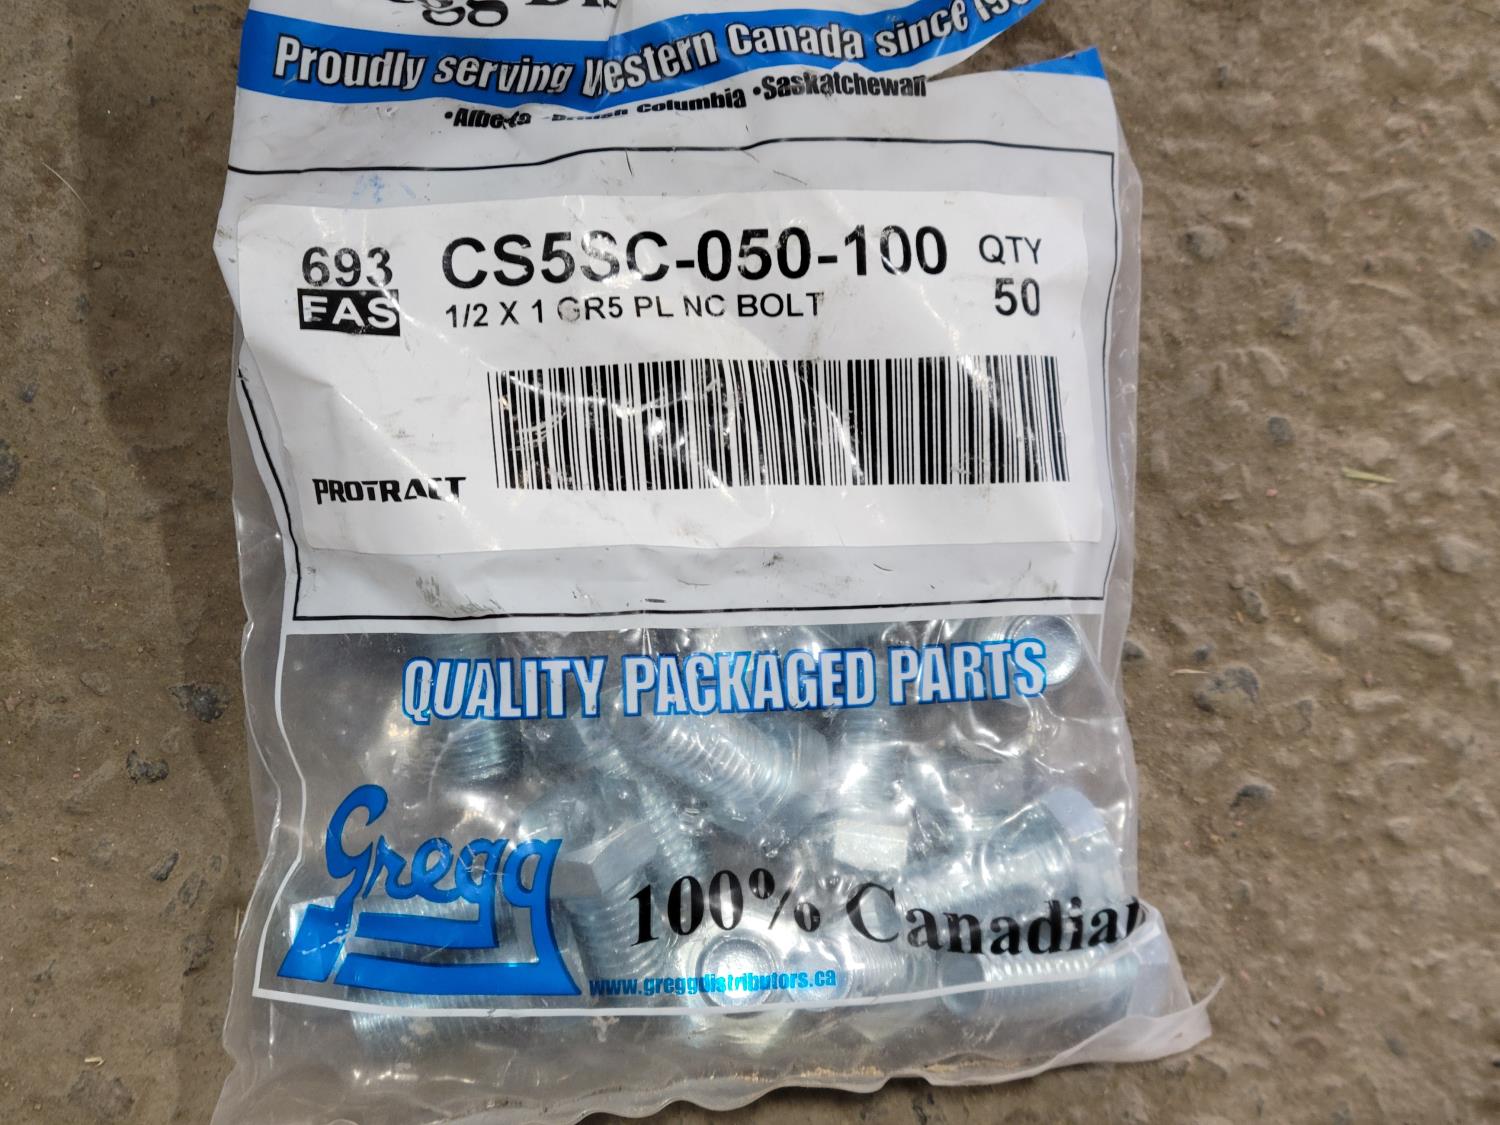 Proudly serving Western Canada since
•Alberta •British Columbia •Saskatchewan
693 CS5SC-050-100 QTY
FAS 1/2 X 1 GR5 PL NC BOLT 50
PROTRACT
QUALITY PACKAGED PARTS
Gregg
100% Canadian
www.greggdistributors.ca